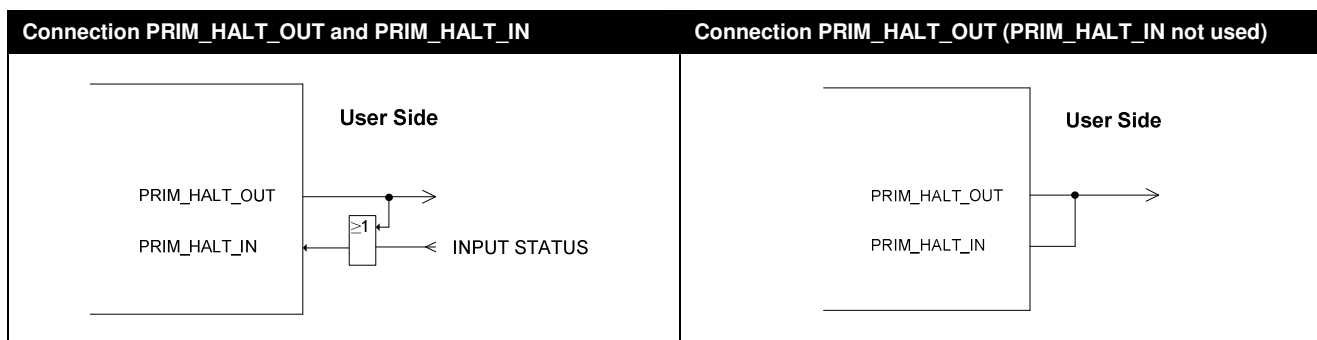 Connection PRIM_HALT_OUT and PRIM_HALT_IN
User Side
PRIM_HALT_OUT
≥1
PRIM_HALT_IN
INPUT STATUS
Connection PRIM_HALT_OUT (PRIM_HALT_IN not used)
User Side
PRIM_HALT_OUT
PRIM_HALT_IN